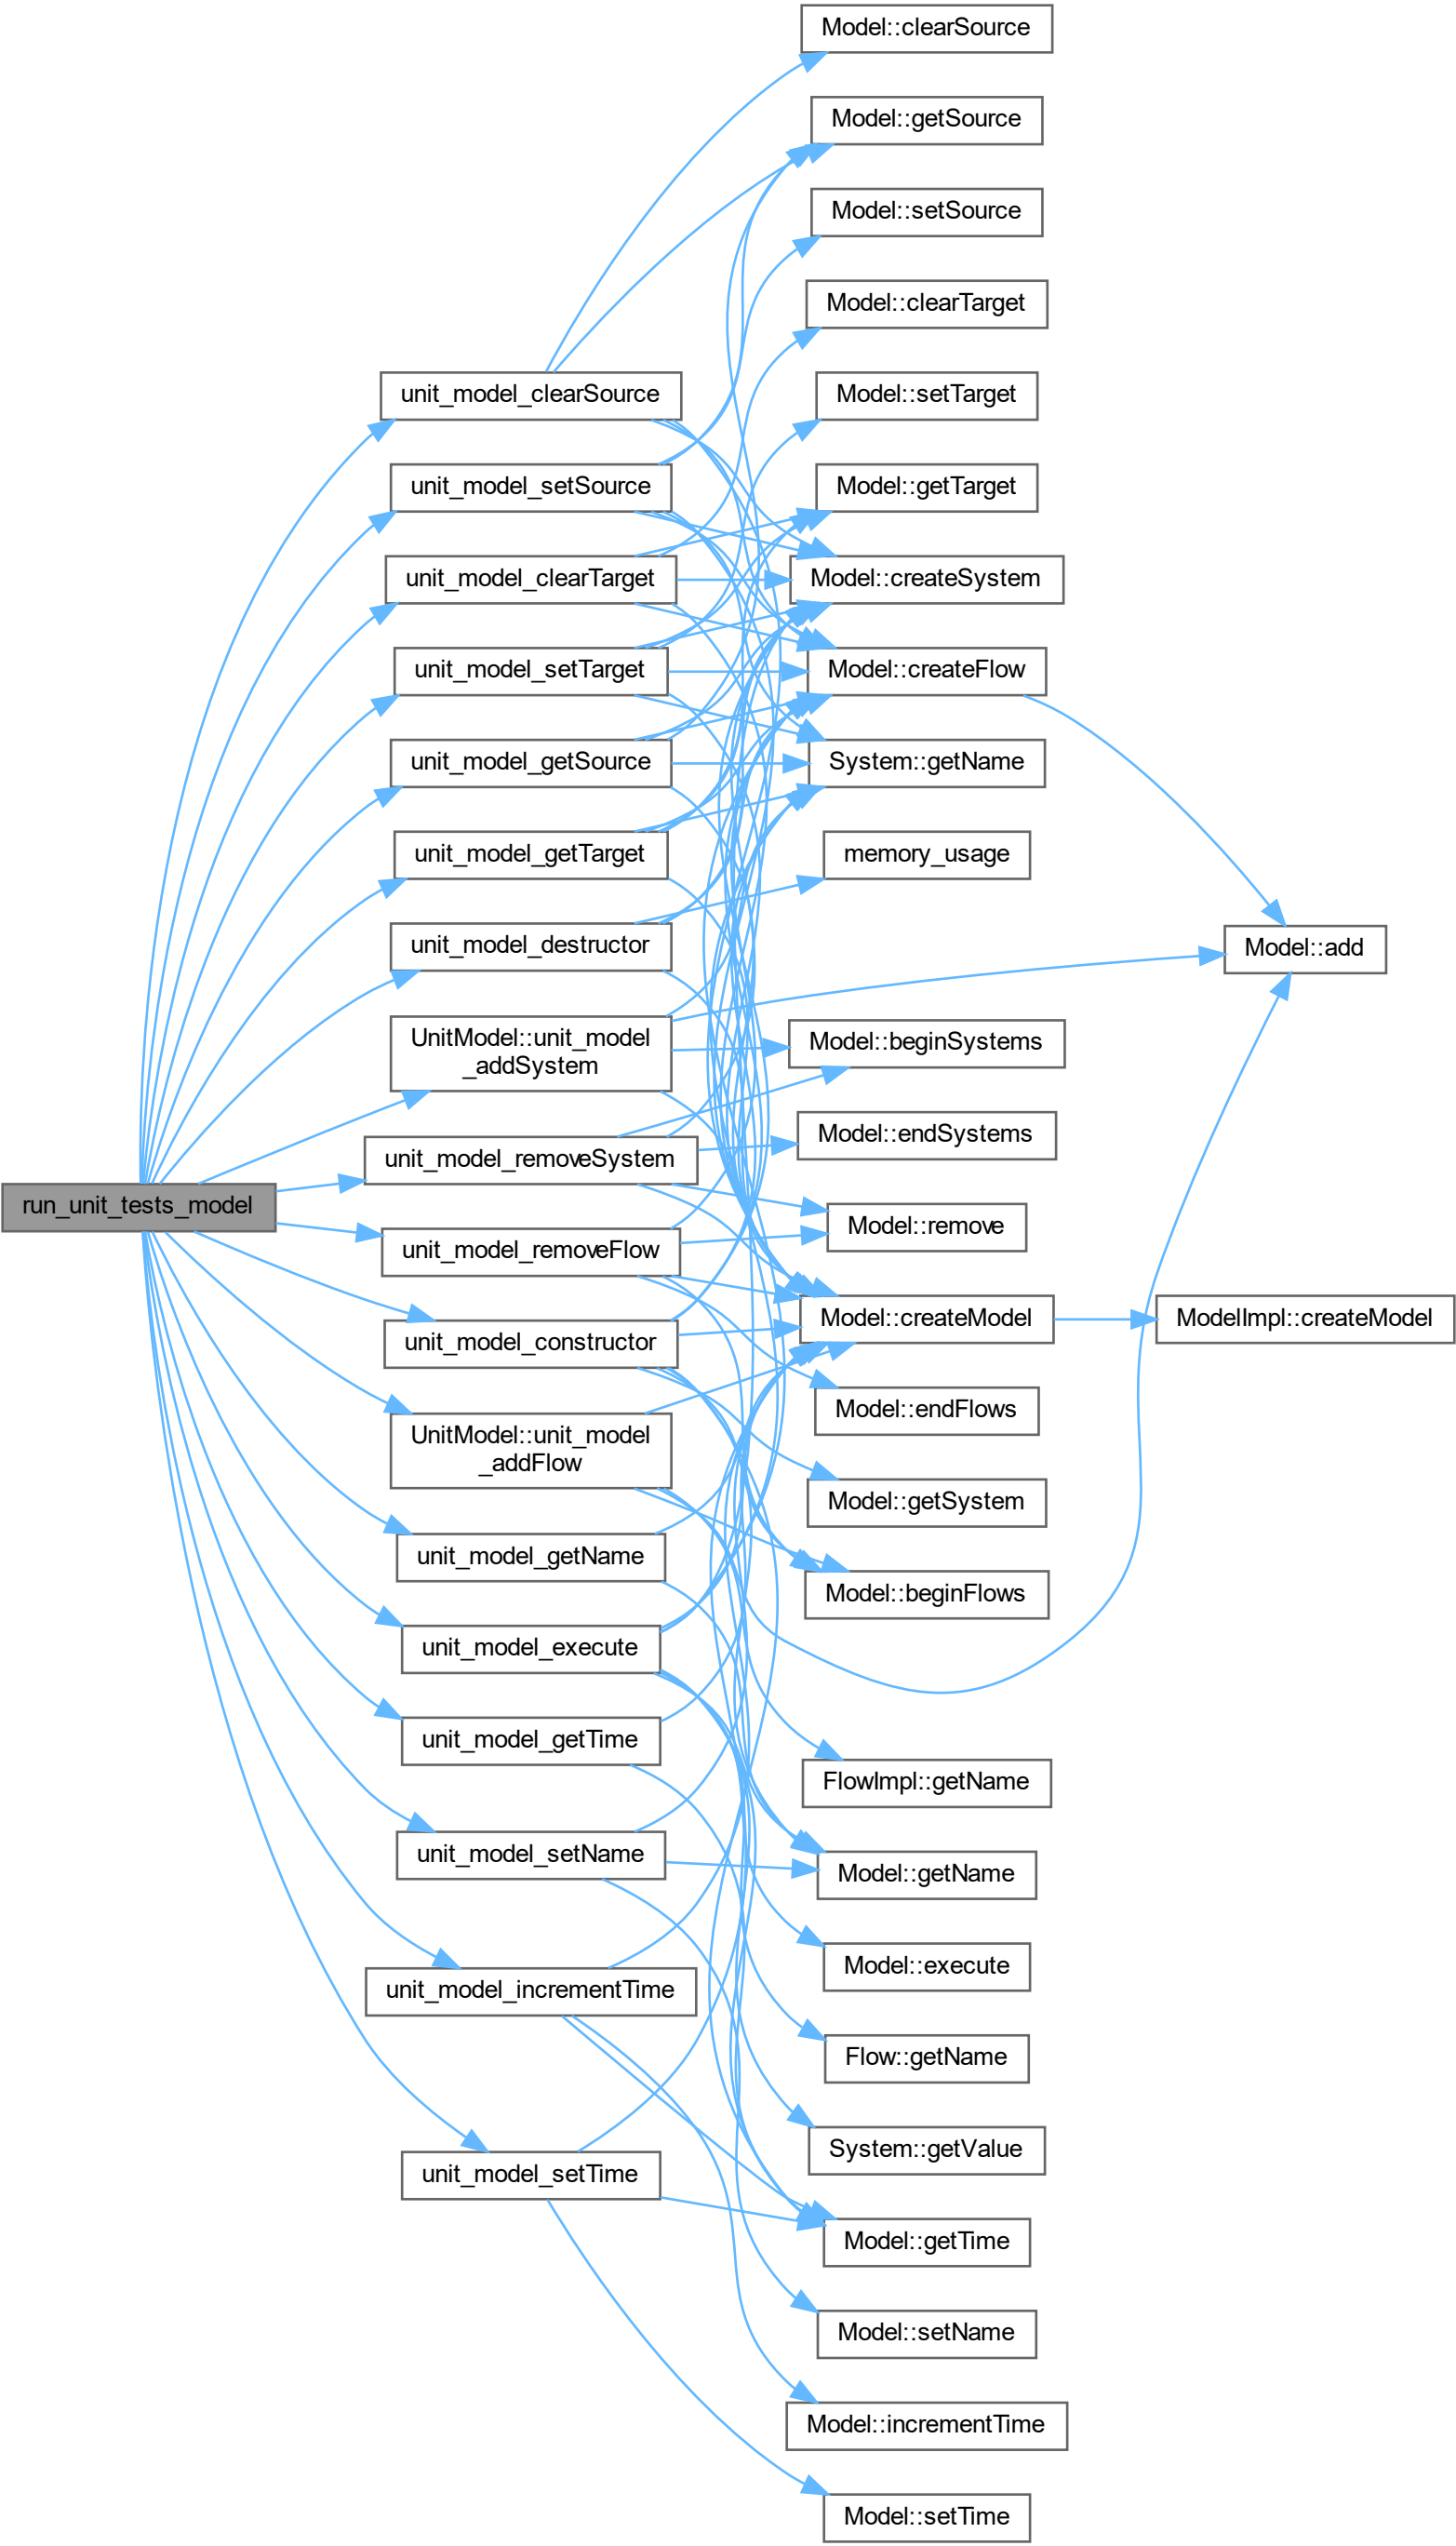 run_unit_tests_model
unit_model_clearSource
unit_model_setSource
unit_model_clearTarget
unit_model_setTarget
unit_model_getSource
unit_model_getTarget
unit_model_destructor
UnitModel::unit_model
_addSystem
unit_model_removeSystem
unit_model_removeFlow
unit_model_constructor
UnitModel::unit_model
_addFlow
unit_model_getName
unit_model_execute
unit_model_getTime
unit_model_setName
unit_model_incrementTime
unit_model_setTime
Model::clearSource
Model::getSource
Model::setSource
Model::clearTarget
Model::setTarget
Model::getTarget
Model::createSystem
Model::createFlow
System::getName
memory_usage
Model::beginSystems
Model::endSystems
Model::remove
Model::createModel
Model::endFlows
Model::getSystem
Model::beginFlows
FlowImpl::getName
Model::getName
Model::execute
Flow::getName
System::getValue
Model::getTime
Model::setName
Model::incrementTime
Model::setTime
Model::add
ModelImpl::createModel